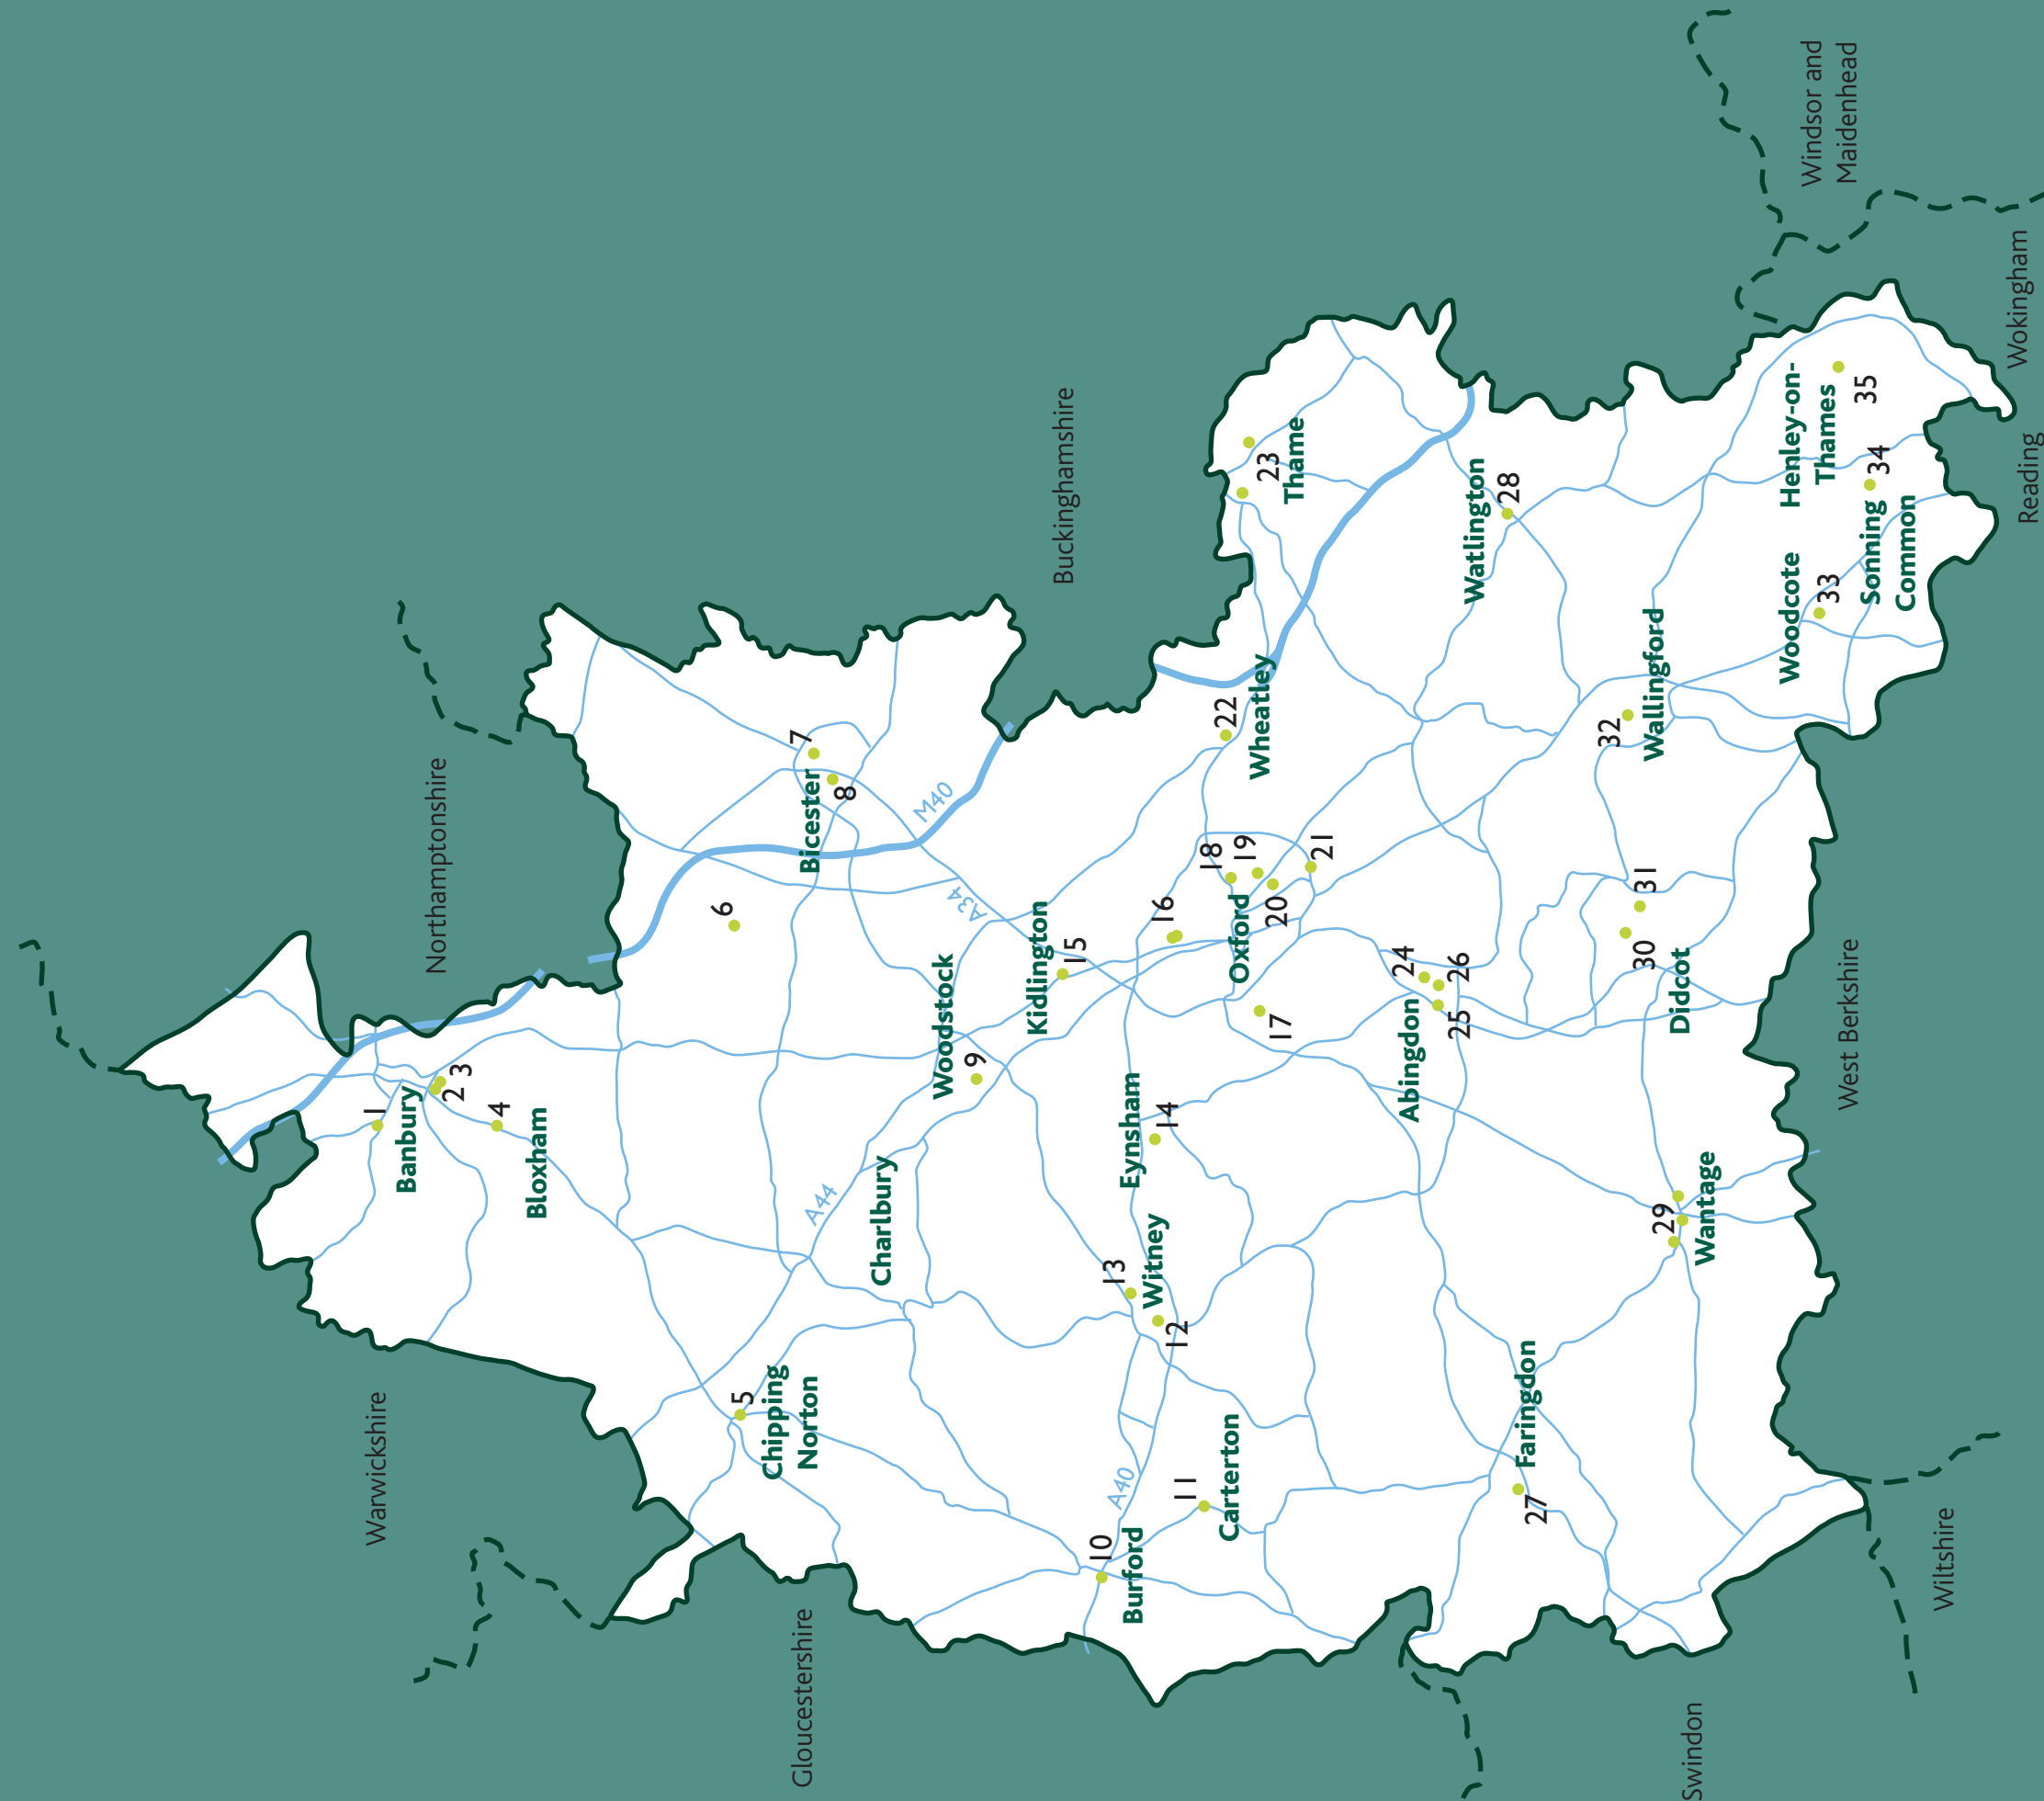 Warwickshire
Northamptonshire
Buckinghamshire
Gloucestershire
Windsor and
Maidenhead
Wokingham
Reading
West Berkshire
Wiltshire
Swindon
1
Banbury
2 3
4
Bloxham
5
Chipping
Norton
6
7
Bicester
8
M40
A34
A44
Charlbury
Woodstock
9
Kidlington
15
10
Burford
A40
11
Carterton
13
Witney
12
Eynsham
14
16
17
18
19
Oxford
20
21
22
Wheatley
23
Thame
24
Abingdon
26
25
27
Faringdon
28
Watlington
29
Wantage
30
31
Didcot
32
Wallingford
Woodcote
33
Henley-on-
Thames
35
34
Sonning
Common